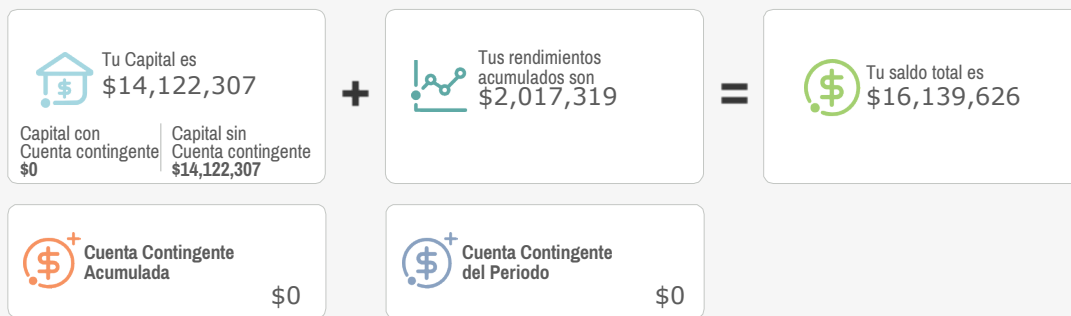 Tu Capital es
$14,122,307
Capital con
Cuenta contingente
$0
Capital sin
Cuenta contingente
$14,122,307
+
Tus rendimientos
acumulados son
$2,017,319
=
Tu saldo total es
$16,139,626
Cuenta Contingente
Acumulada
$0
Cuenta Contingente
del Periodo
$0